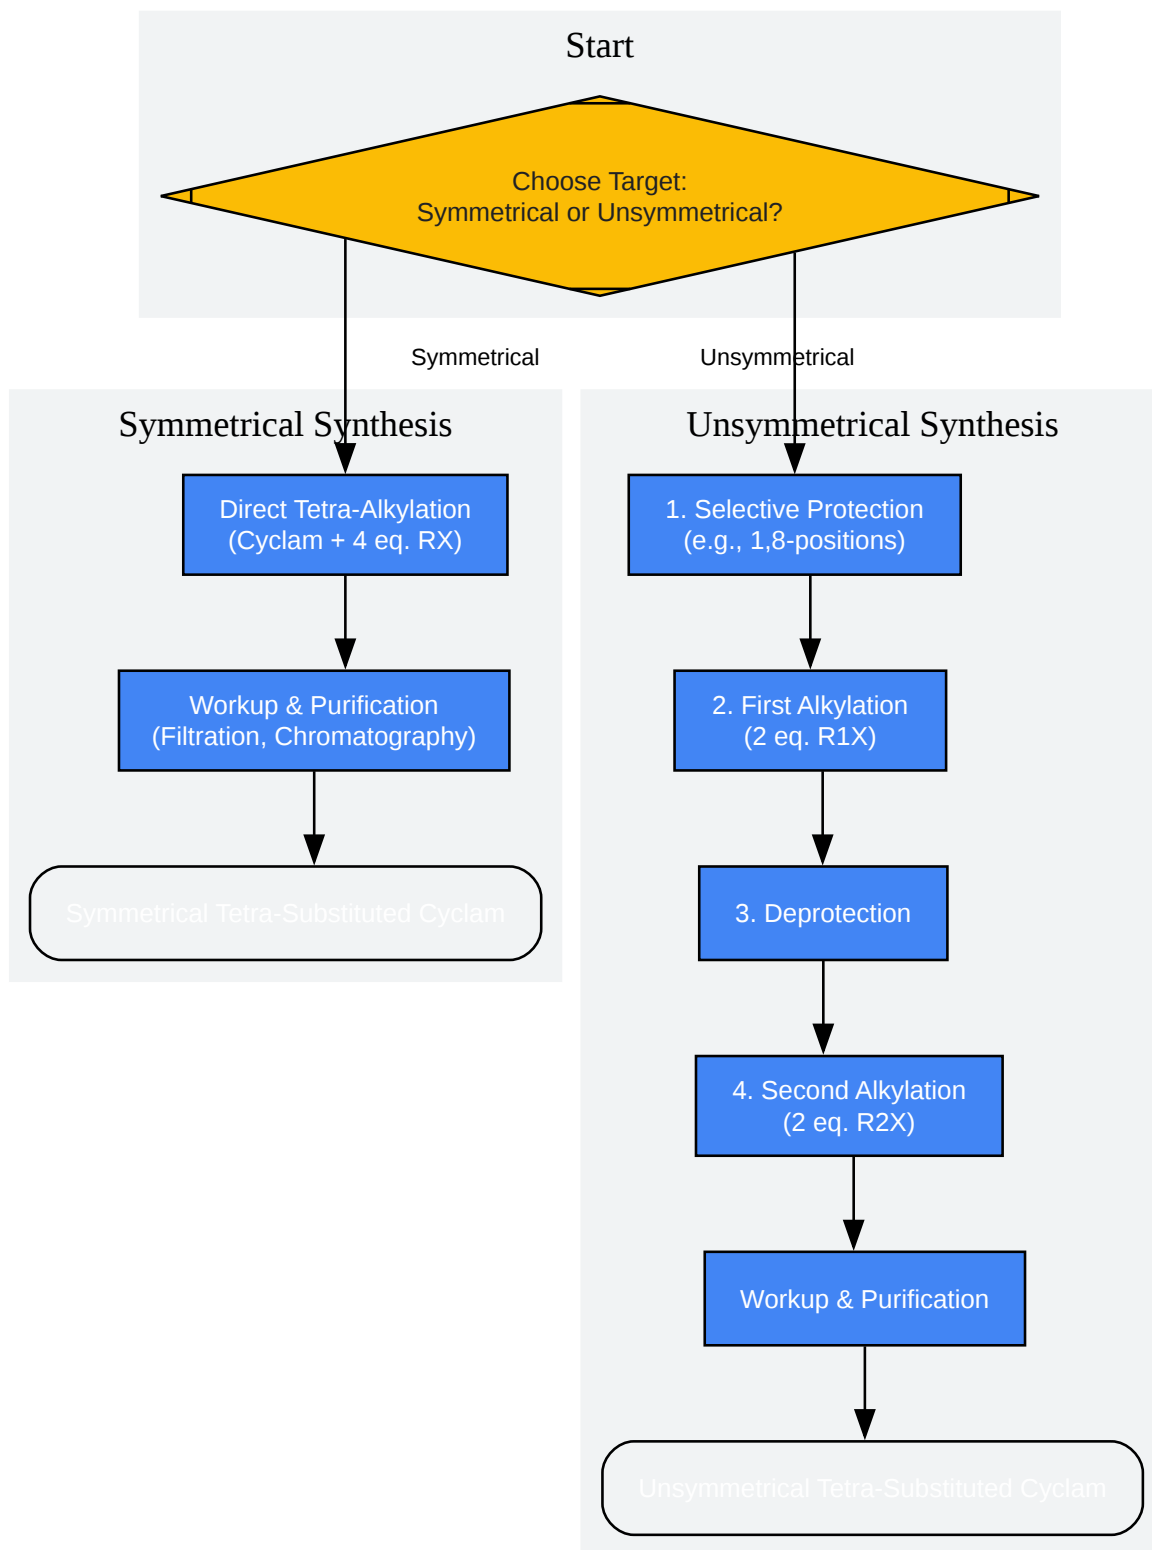 Start
Choose Target:
Symmetrical or Unsymmetrical?
Symmetrical
Unsymmetrical
Symmetrical Synthesis
Direct Tetra-Alkylation
(Cyclam + 4 eq. RX)
Workup & Purification
(Filtration, Chromatography)
Symmetrical Tetra-Substituted Cyclam
Unsymmetrical Synthesis
1. Selective Protection
(e.g., 1,8-positions)
2. First Alkylation
(2 eq. R1X)
3. Deprotection
4. Second Alkylation
(2 eq. R2X)
Workup & Purification
Unsymmetrical Tetra-Substituted Cyclam